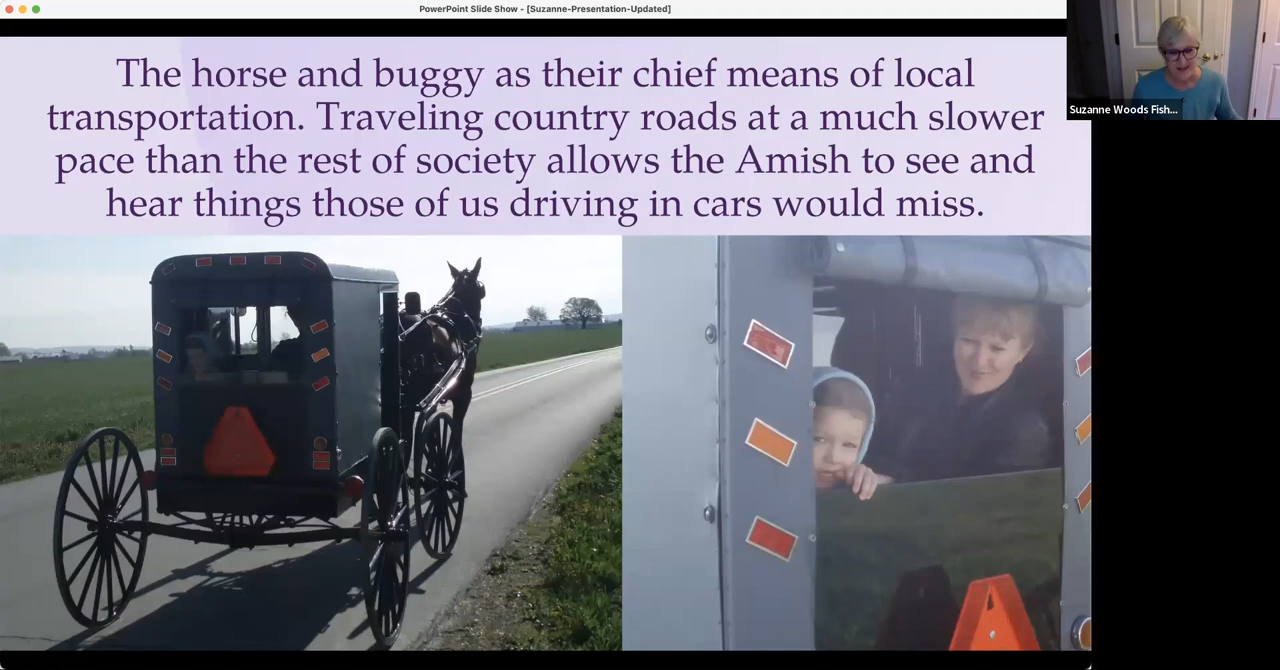 PowerPoint Slide Show - [Suzanne-Presentation-Updated]
The horse and buggy as their chief means of local
transportation. Traveling country roads at a much slower
pace than the rest of society allows the Amish to see and
hear things those of us driving in cars would miss.
Suzanne Woods Fish...